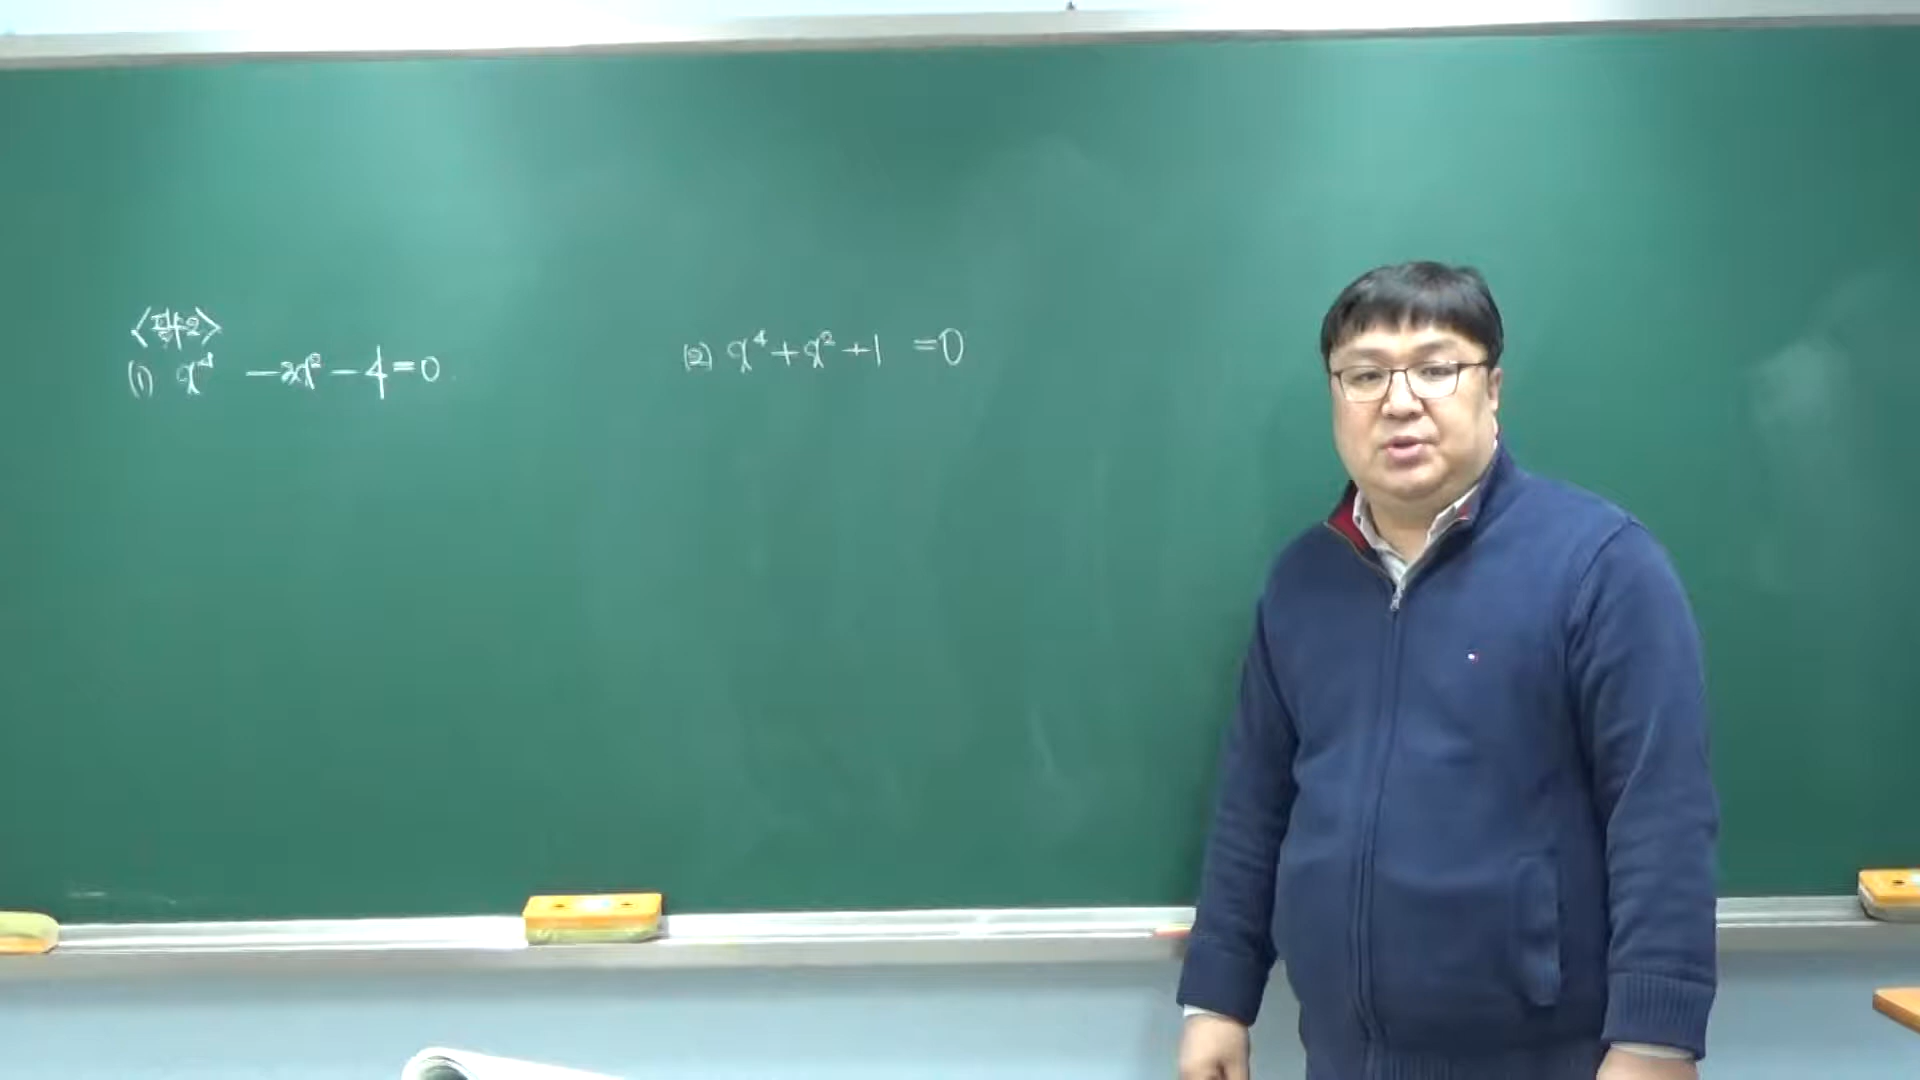 <필수2>
(1) x⁴ -3x² - 4 = 0
(2) x⁴ + x² + 1 = 0